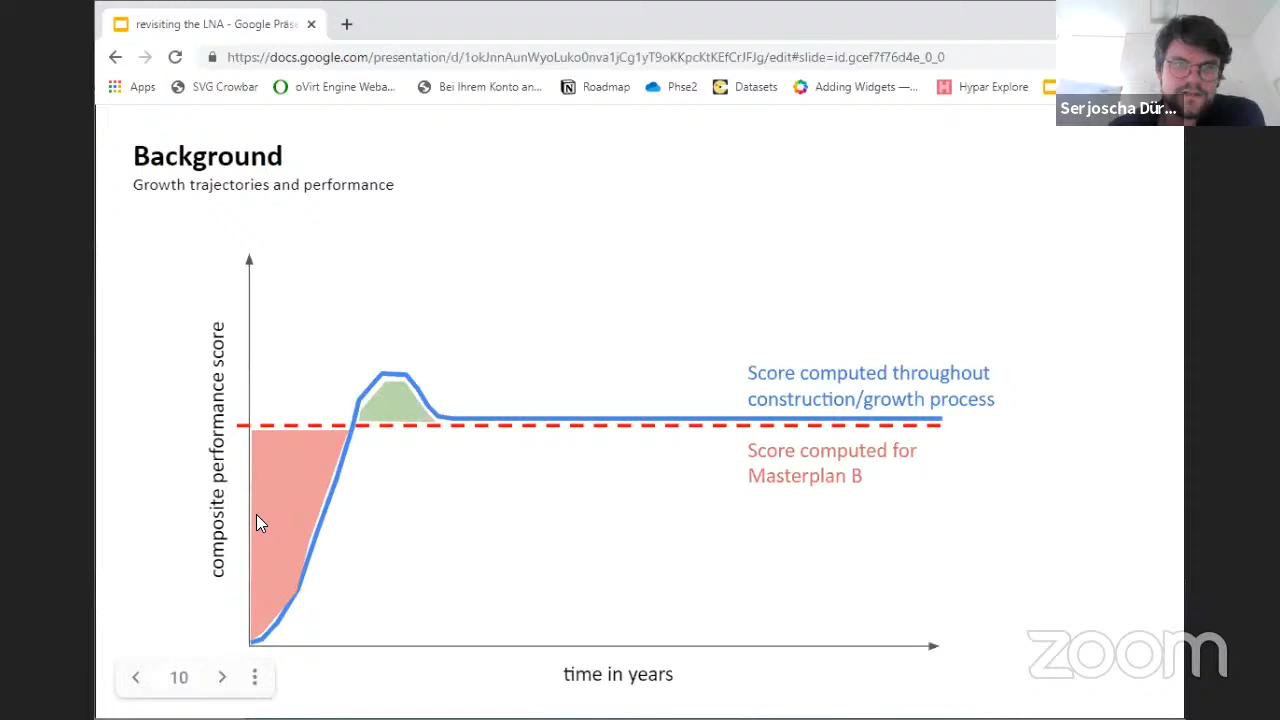 revisiting the LNA - Google Präse
https://docs.google.com/presentation/d/1okJnnAunWyoLuko0nva1jCg1yT9oKKpcKtKEfCrJFJg/edit#slide=id.gcef7f76d4e_0_0
Apps SVG Crowbar oVirt Engine Weba... Bei Ihrem Konto an... Roadmap Phse2 Datasets Adding Widgets —... Hypar Explore
Serjoscha Dür...
Background
Growth trajectories and performance
composite performance score
Score computed throughout
construction/growth process
Score computed for
Masterplan B
time in years
10
zoom